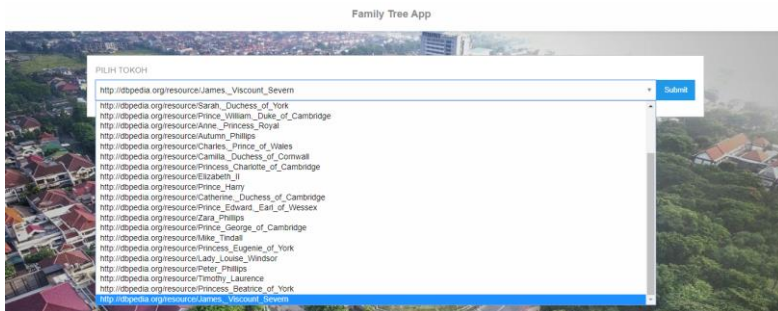 Family Tree App
PILIH TOKOH
http://dbpedia.org/resource/James,_Viscount_Severn
Submit
http://dbpedia.org/resource/Sarah,_Duchess_of_York
http://dbpedia.org/resource/Prince_William,_Duke_of_Cambridge
http://dbpedia.org/resource/Anne,_Princess_Royal
http://dbpedia.org/resource/Autumn_Phillips
http://dbpedia.org/resource/Charles,_Prince_of_Wales
http://dbpedia.org/resource/Camilla,_Duchess_of_Cornwall
http://dbpedia.org/resource/Princess_Charlotte_of_Cambridge
http://dbpedia.org/resource/Elizabeth_II
http://dbpedia.org/resource/Prince_Harry
http://dbpedia.org/resource/Catherine,_Duchess_of_Cambridge
http://dbpedia.org/resource/Prince_Edward,_Earl_of_Wessex
http://dbpedia.org/resource/Zara_Phillips
http://dbpedia.org/resource/Prince_George_of_Cambridge
http://dbpedia.org/resource/Mike_Tindall
http://dbpedia.org/resource/Princess_Eugenie_of_York
http://dbpedia.org/resource/Lady_Louise_Windsor
http://dbpedia.org/resource/Peter_Phillips
http://dbpedia.org/resource/Timothy_Laurence
http://dbpedia.org/resource/Princess_Beatrice_of_York
http://dbpedia.org/resource/James,_Viscount_Severn